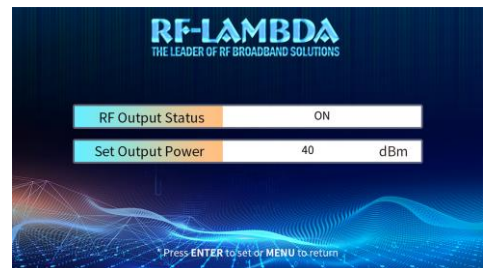 RF-LAMBDA
THE LEADER OF RF BROADBAND SOLUTIONS
RF Output Status ON
Set Output Power 40 dBm
* Press ENTER to set or MENU to return